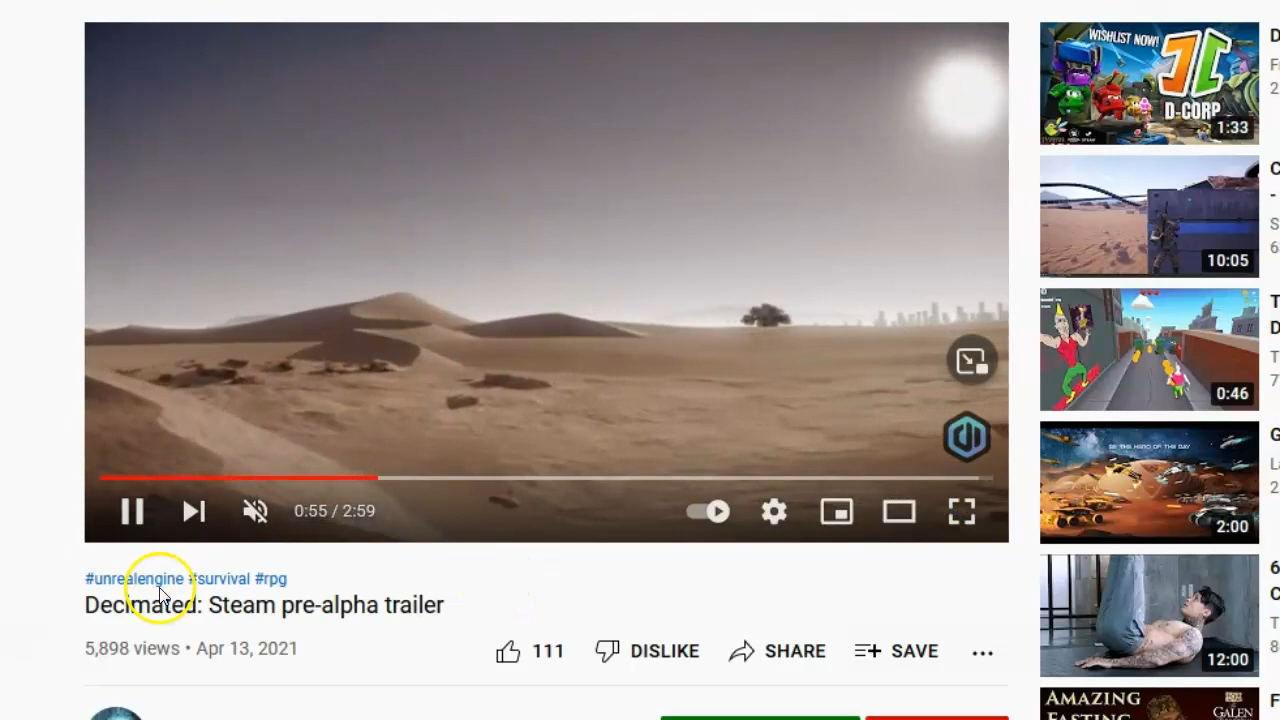 0:55 / 2:59
#unrealengine #survival #rpg
Decimated: Steam pre-alpha trailer
5,898 views • Apr 13, 2021
111
DISLIKE
SHARE
SAVE
WISHLIST NOW!
D-CORP
1:33
10:05
0:46
BE THE HERO OF THE DAY
2:00
12:00
AMAZING
FASTING
GALEN